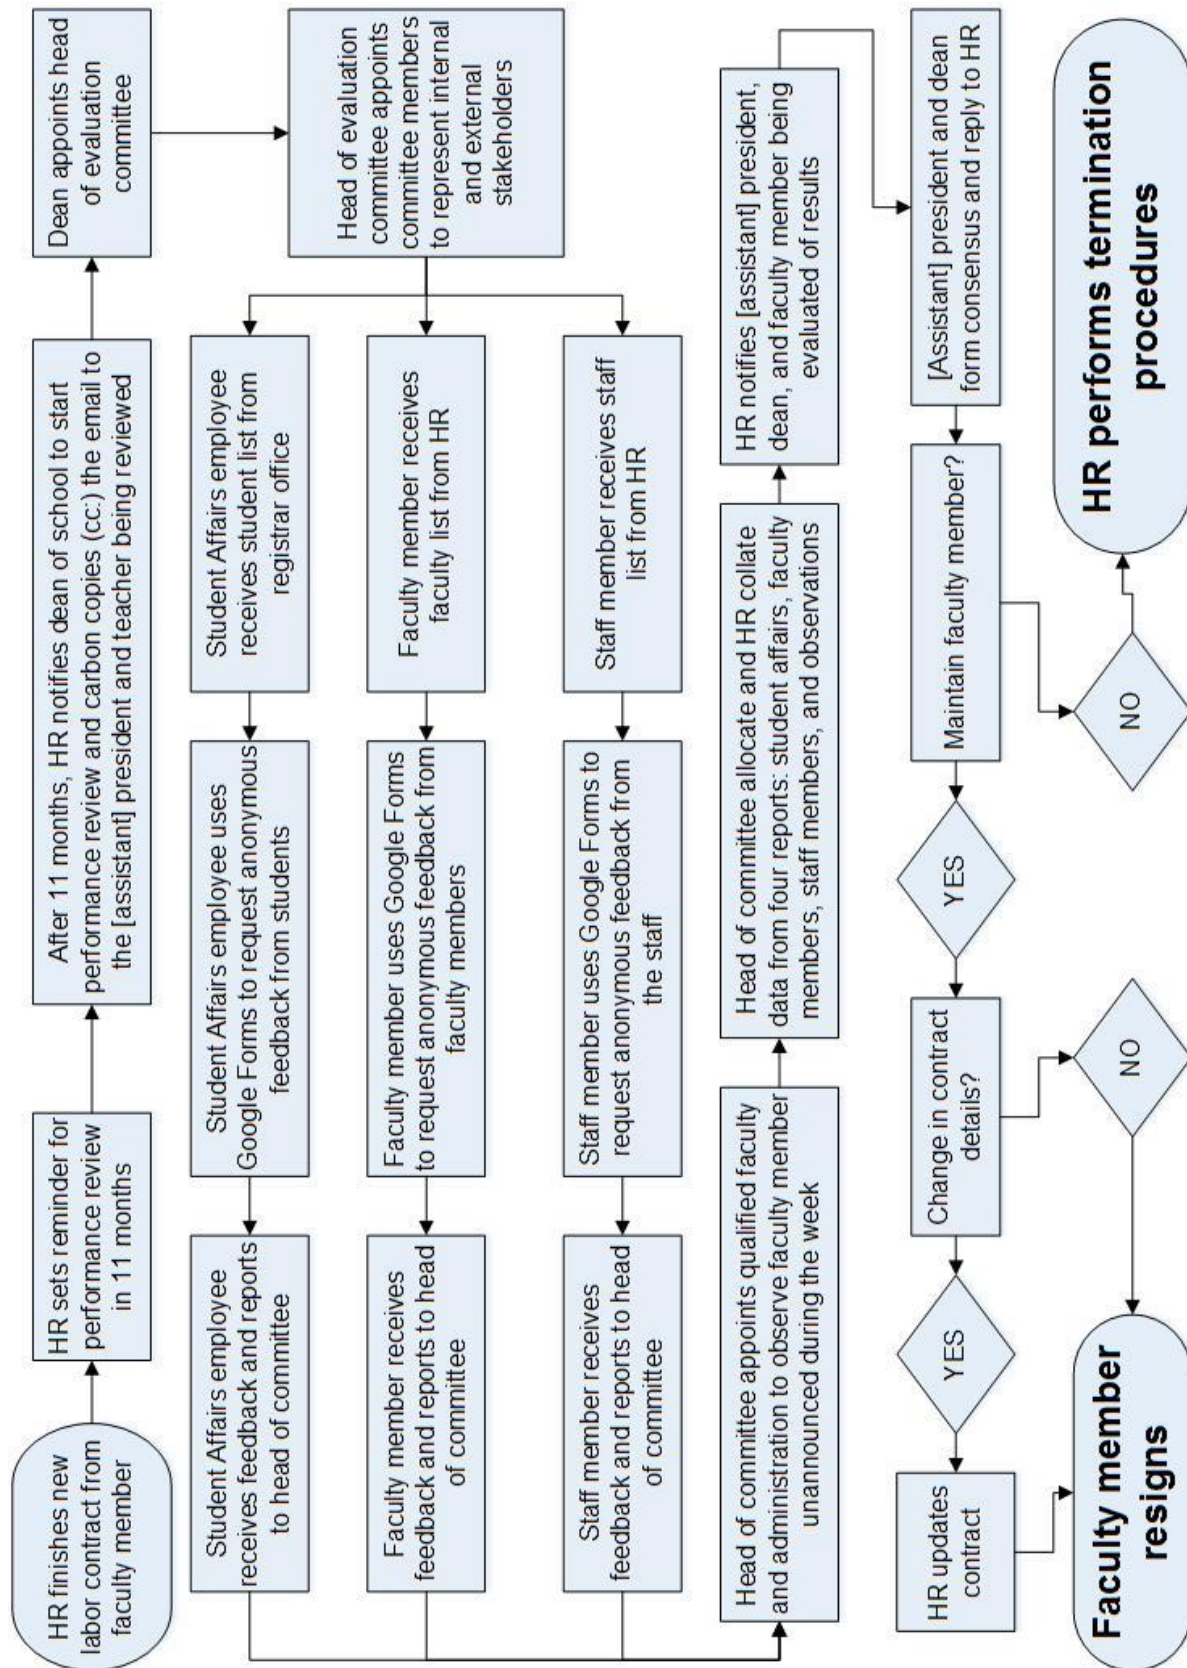 HR finishes new
labor contract from
faculty member
HR sets reminder for
performance review
in 11 months
After 11 months, HR notifies dean of school to start
performance review and carbon copies (cc:) the email to
the [assistant] president and teacher being reviewed
Dean appoints head
of evaluation
committee
Head of evaluation
committee appoints
committee members
to represent internal
and external
stakeholders
Student Affairs employee
receives student list from
registrar office
Student Affairs employee uses
Google Forms to request anonymous
feedback from students
Student Affairs employee
receives feedback and reports
to head of committee
Faculty member receives
faculty list from HR
Faculty member uses Google Forms
to request anonymous feedback from
faculty members
Faculty member receives
feedback and reports to head
of committee
Staff member receives staff
list from HR
Staff member uses Google Forms to
request anonymous feedback from
the staff
Staff member receives
feedback and reports to head
of committee
Head of committee appoints qualified faculty
and administration to observe faculty member
unannounced during the week
Head of committee allocate and HR collate
data from four reports: student affairs, faculty
members, staff members, and observations
HR notifies [assistant] president,
dean, and faculty member being
evaluated of results
[Assistant] president and dean
form consensus and reply to HR
Maintain faculty member?
NO
HR performs termination
procedures
YES
Change in contract
details?
NO
YES
HR updates
contract
Faculty member
resigns